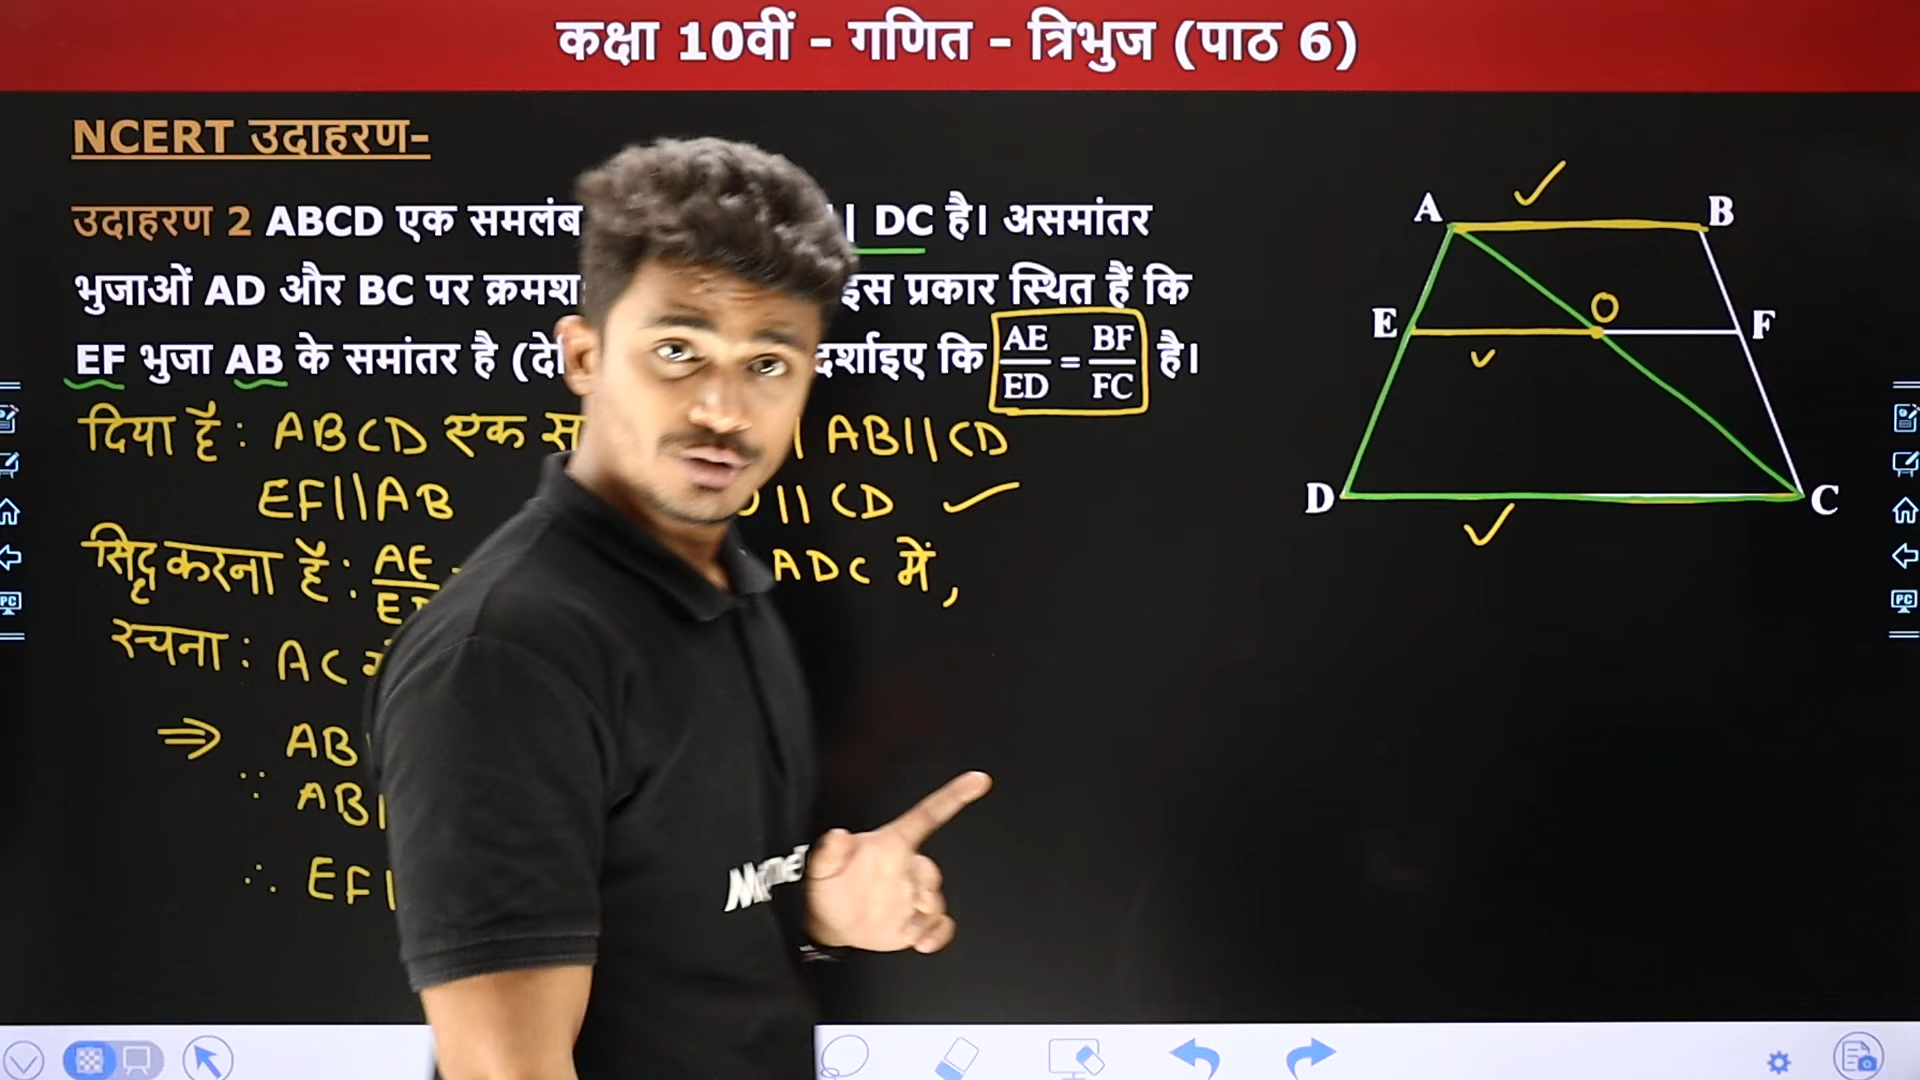 कक्षा 10वीं - गणित - त्रिभुज (पाठ 6)
NCERT उदाहरण-
उदाहरण 2 ABCD एक समलंब || DC है। असमांतर
भुजाओं AD और BC पर क्रमश इस प्रकार स्थित हैं कि
EF भुजा AB के समांतर है ( दर्शाइए कि AE/ED = BF/FC है।
दिया है : ABCD एक AB||CD
EF||AB || CD
सिद्ध करना है : AE ADC में,
रचना : AC
⇒ AB
∵ AB|
∴ EF|
A
B
O
E
F
D
C
PC
PC